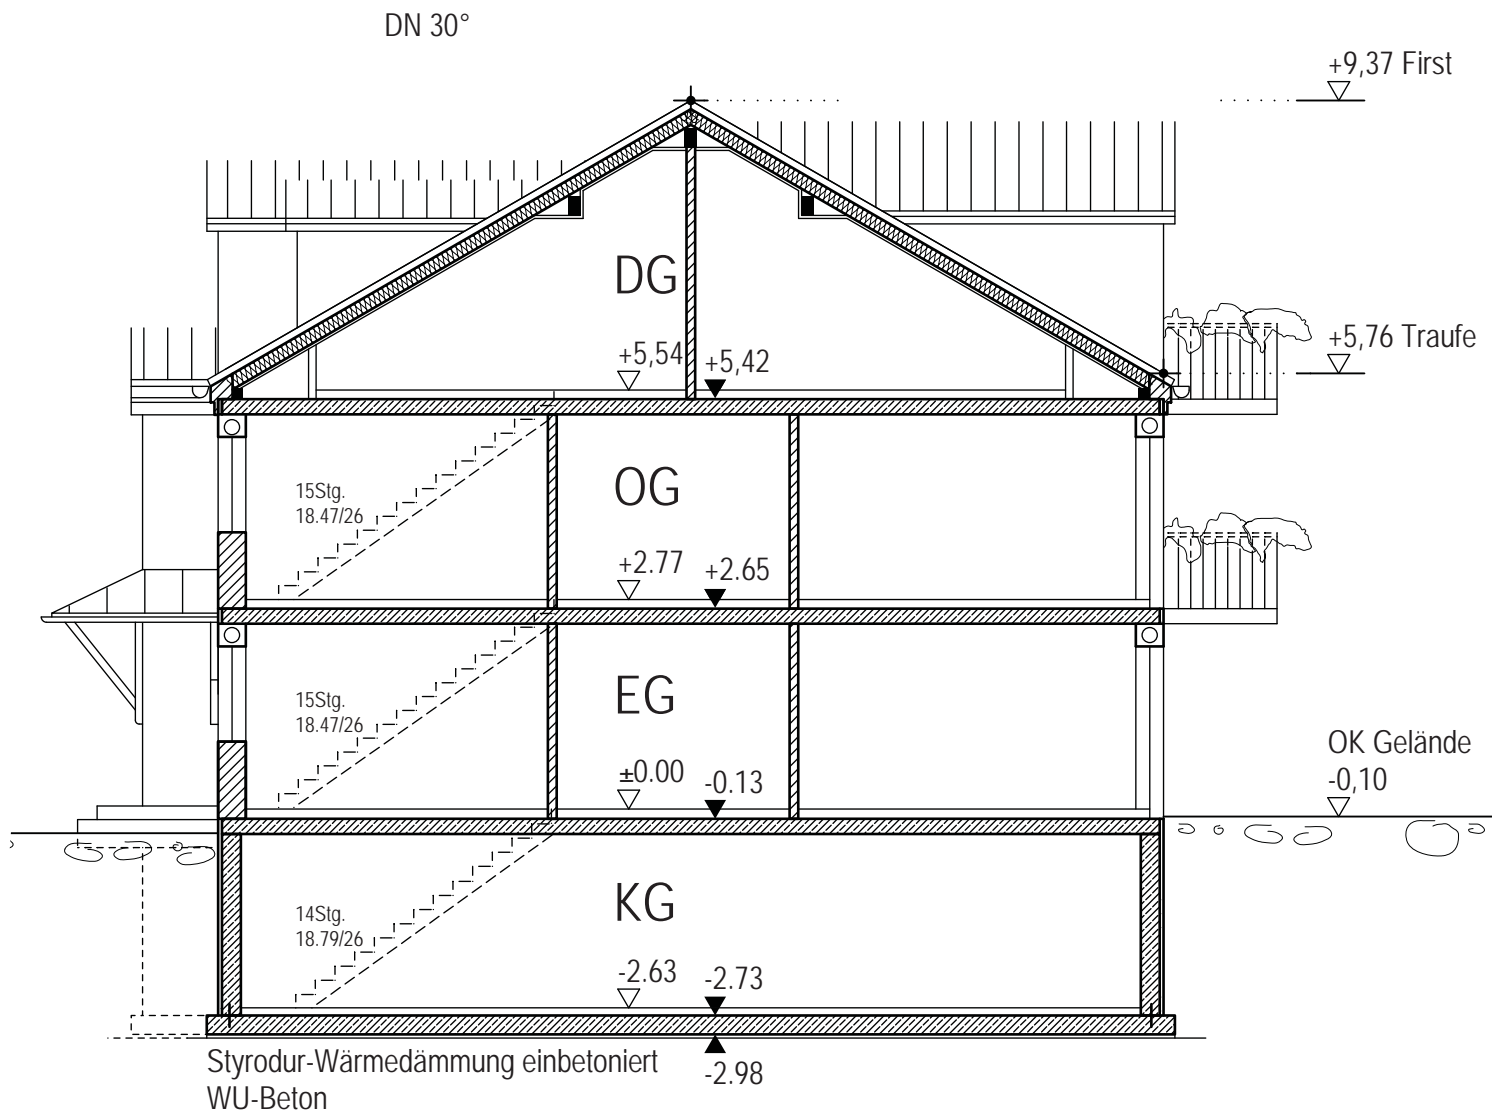 DN 30°
+9,37 First
DG
+5,76 Traufe
+5,54
+5,42
15Stg.
18.47/26
OG
+2.77
+2.65
15Stg.
18.47/26
EG
OK Gelände
-0,10
±0.00
-0.13
14Stg.
18.79/26
KG
-2.63
-2.73
Styrodur-Wärmedämmung einbetoniert
WU-Beton
-2.98